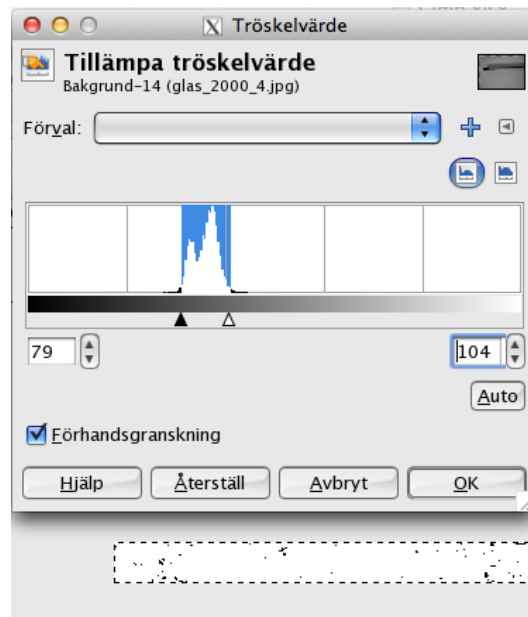 Tröskelvärde
Tillämpa tröskelvärde
Bakgrund-14 (glas_2000_4.jpg)
Förval:
79 104
Auto
Förhandsgranskning
Hjälp Återställ Avbryt OK